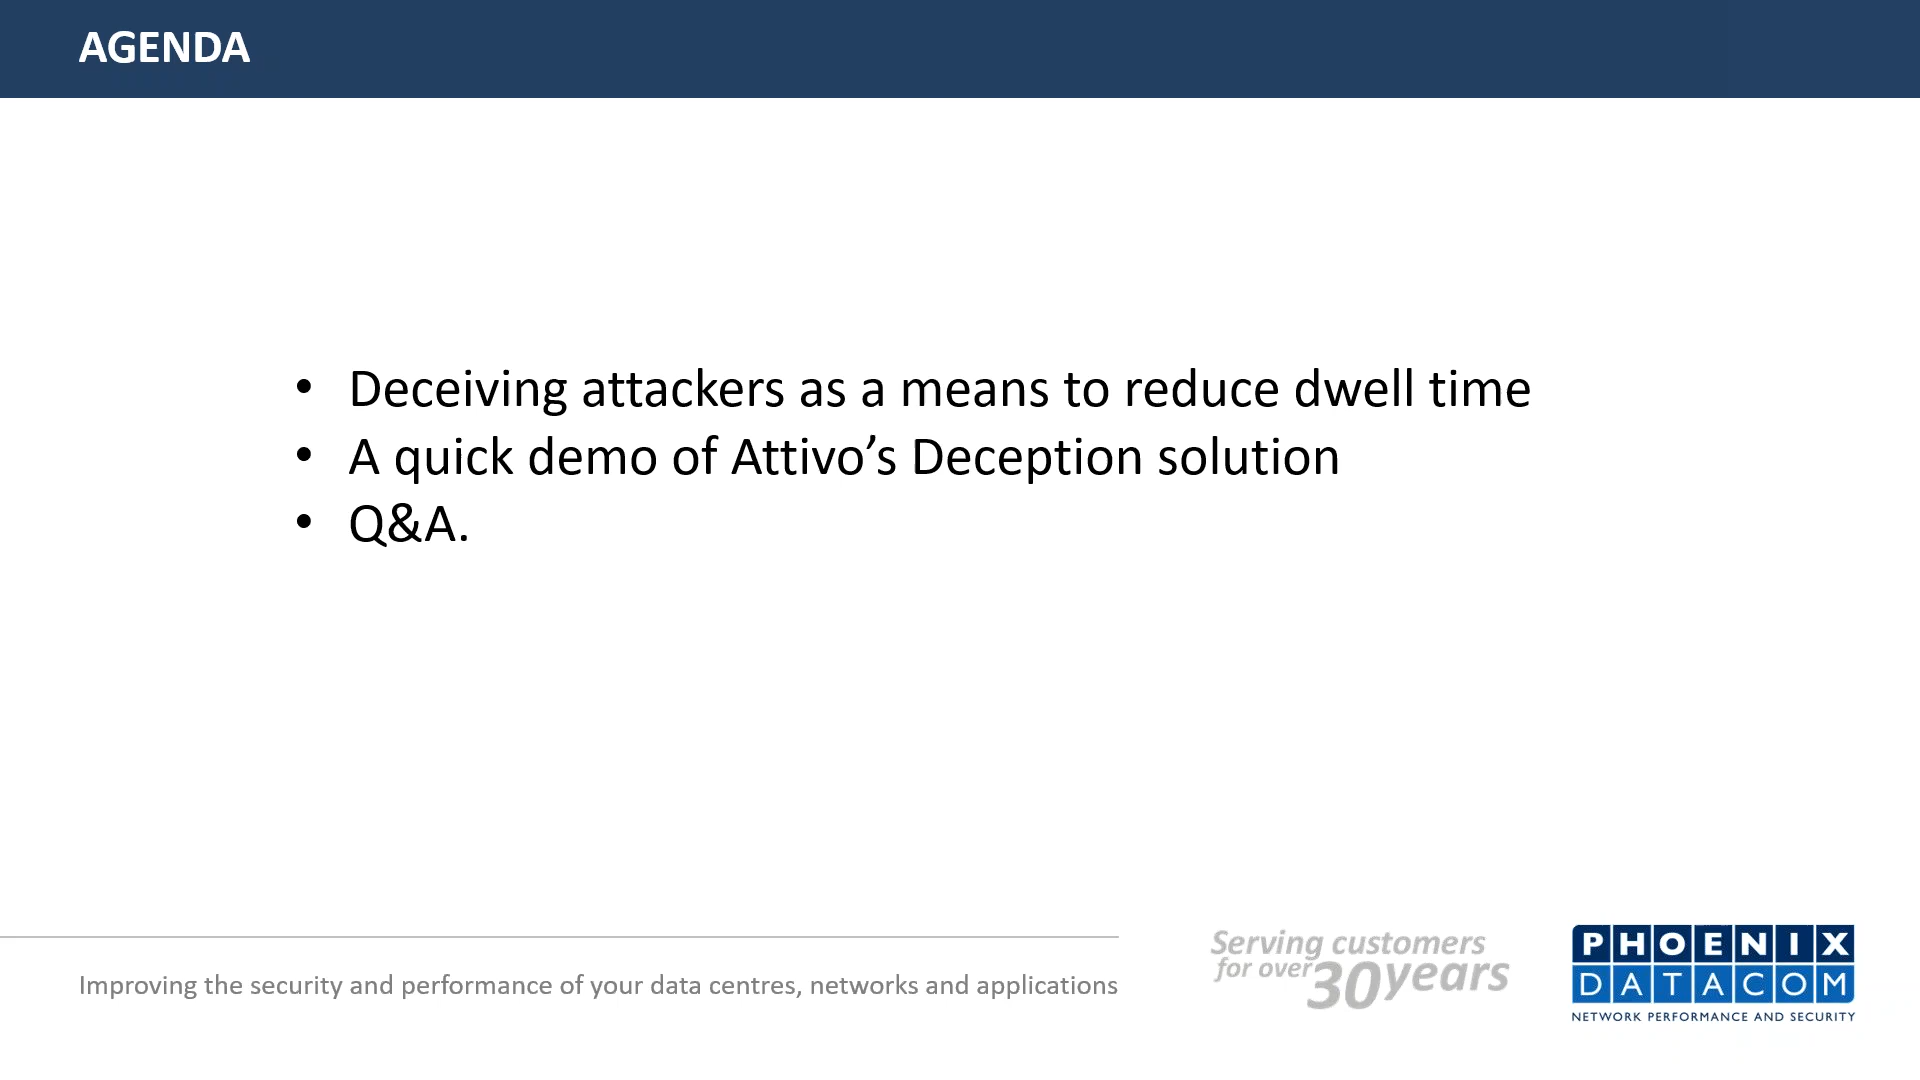 AGENDA
• Deceiving attackers as a means to reduce dwell time
• A quick demo of Attivo’s Deception solution
• Q&A.
Improving the security and performance of your data centres, networks and applications
Serving customers
for over 30 years
PHOENIX
DATACOM
NETWORK PERFORMANCE AND SECURITY